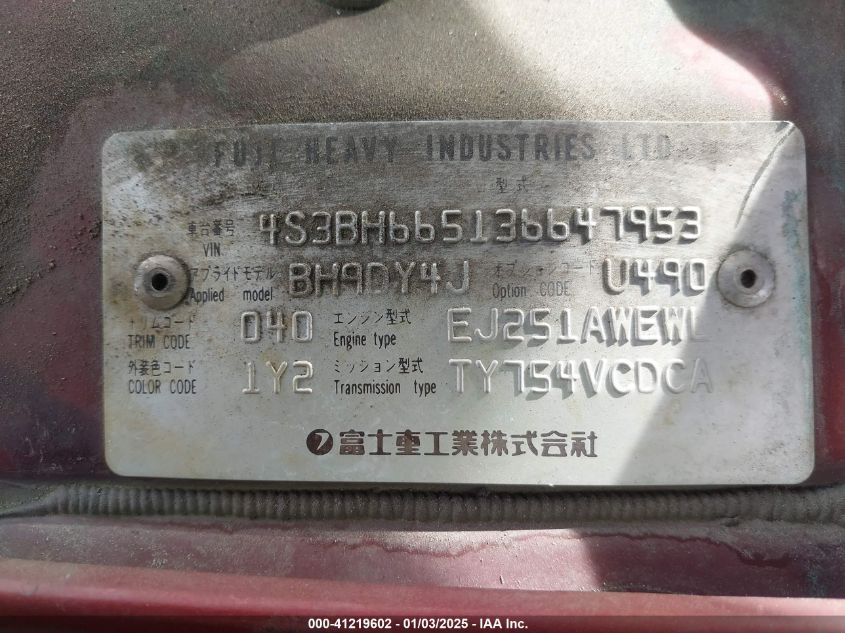 FUJI HEAVY INDUSTRIES LTD.
型式
車台番号 VIN 4S3BH665136647953
アプライドモデル Applied model BH9DY4J オプションコード Option CODE U490
トリムコード TRIM CODE 040 エンジン型式 Engine type EJ251AWEWL
外装色コード COLOR CODE 1Y2 ミッション型式 Transmission type TY754VCDCA
富士重工業株式会社
000-41219602 - 01/03/2025 - IAA Inc.